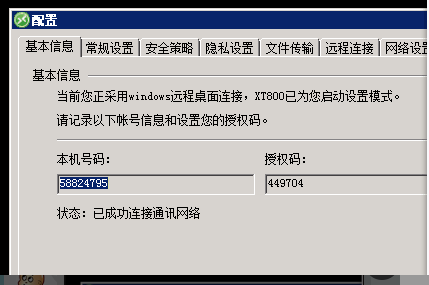 配置
基本信息 常规设置 安全策略 隐私设置 文件传输 远程连接 网络设置
基本信息
当前您正采用windows远程桌面连接，XT800已为您启动设置模式。
请记录以下帐号信息和设置您的授权码。
本机号码： 授权码：
58824795 449704
状态：已成功连接通讯网络